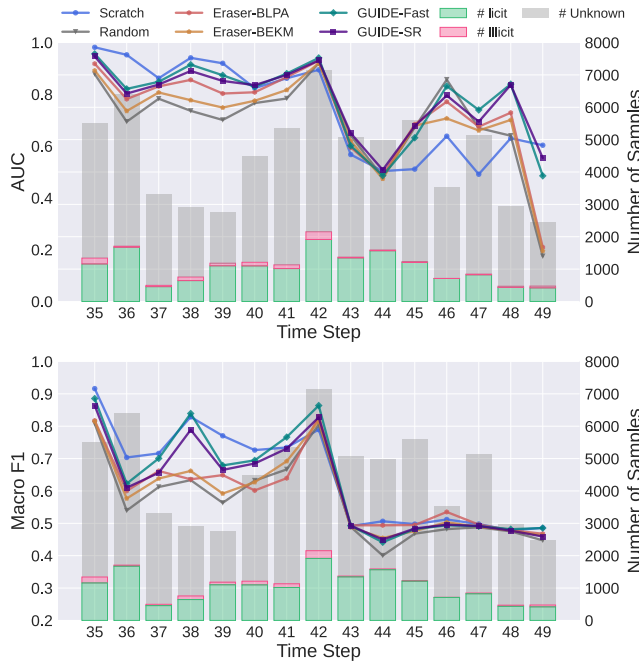 Scratch Eraser-BLPA GUIDE-Fast # licit # Unknown
Random Eraser-BEKM GUIDE-SR # Illicit
1.0 8000
7000
0.8 6000
5000
0.6
4000
0.4 3000
2000
0.2
1000
0.0 0
AUC
Number of Samples
35 36 37 38 39 40 41 42 43 44 45 46 47 48 49
Time Step
1.0 8000
0.9 7000
0.8 6000
0.7 5000
0.6 4000
0.5 3000
0.4 2000
0.3 1000
0.2 0
Macro F1
Number of Samples
35 36 37 38 39 40 41 42 43 44 45 46 47 48 49
Time Step